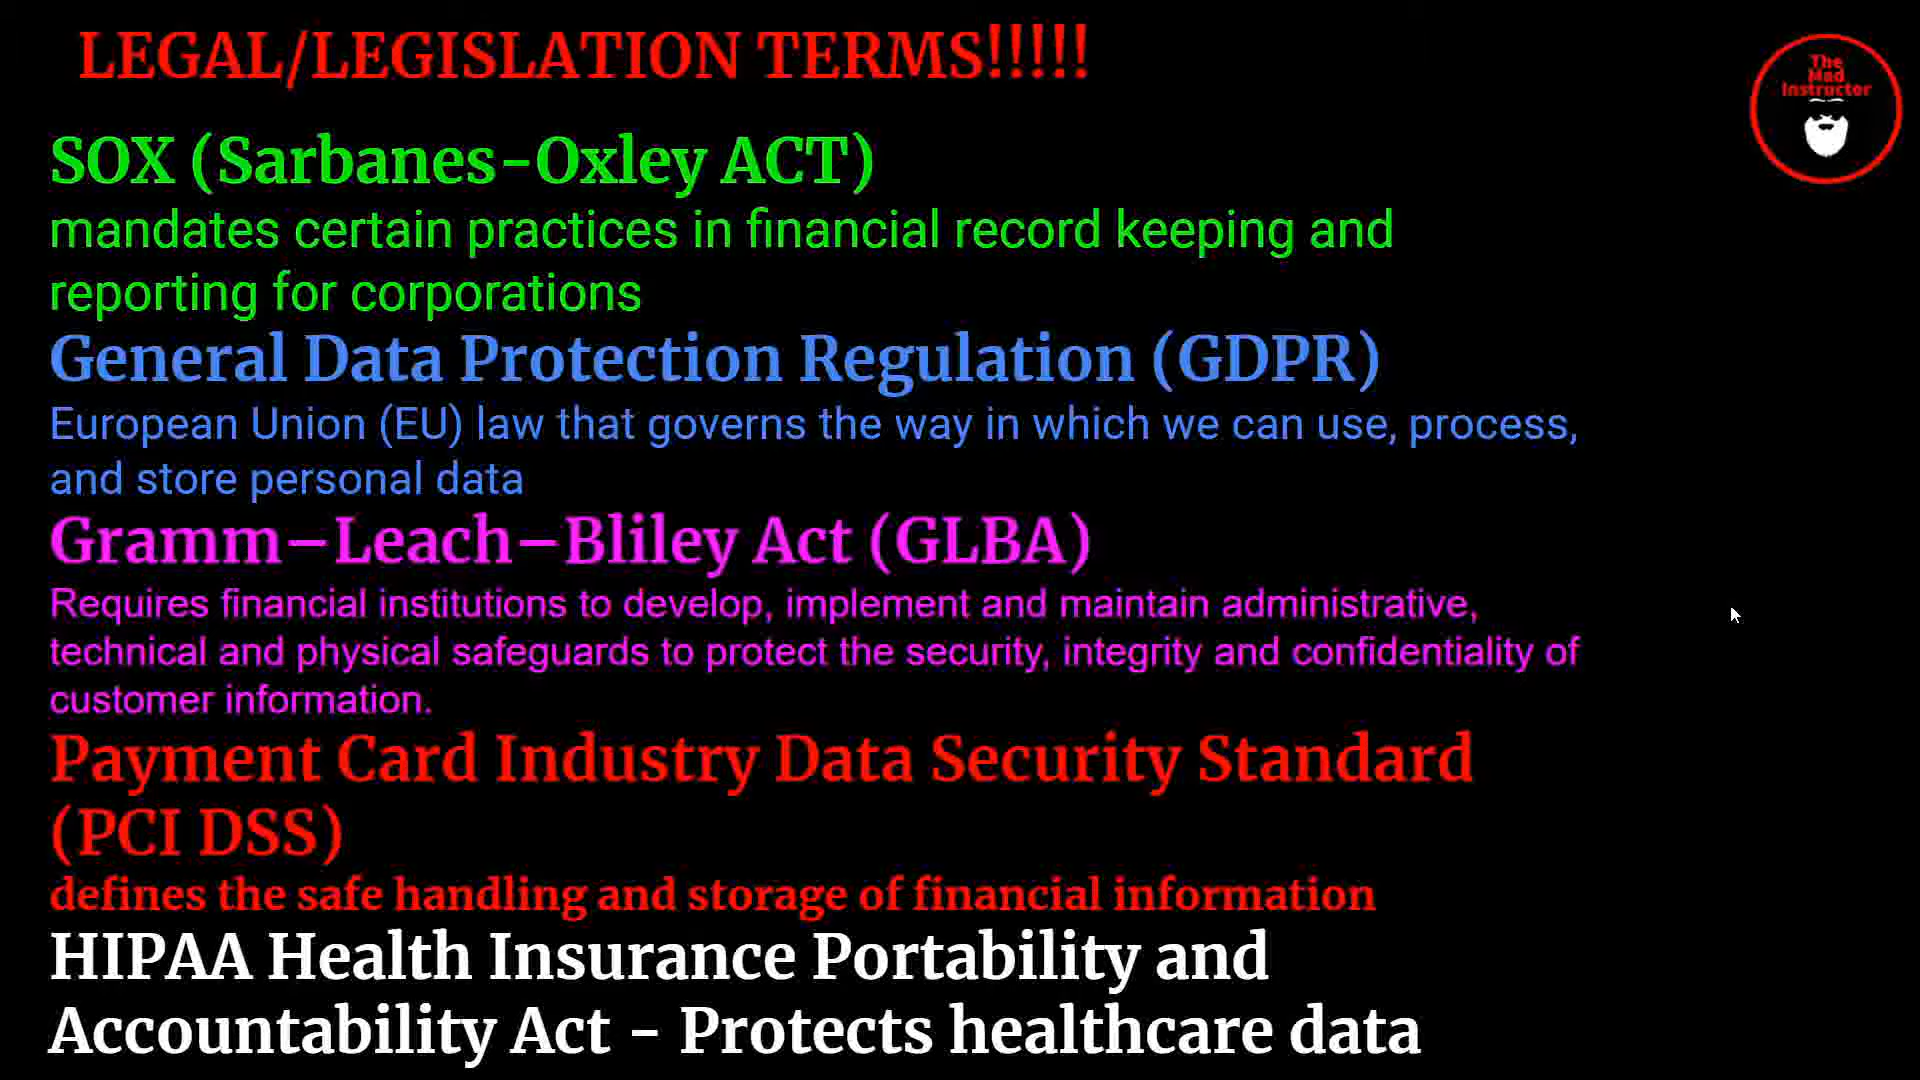 LEGAL/LEGISLATION TERMS!!!!!
The
Mad
Instructor
SOX (Sarbanes-Oxley ACT)
mandates certain practices in financial record keeping and
reporting for corporations
General Data Protection Regulation (GDPR)
European Union (EU) law that governs the way in which we can use, process,
and store personal data
Gramm–Leach–Bliley Act (GLBA)
Requires financial institutions to develop, implement and maintain administrative,
technical and physical safeguards to protect the security, integrity and confidentiality of
customer information.
Payment Card Industry Data Security Standard
(PCI DSS)
defines the safe handling and storage of financial information
HIPAA Health Insurance Portability and
Accountability Act - Protects healthcare data